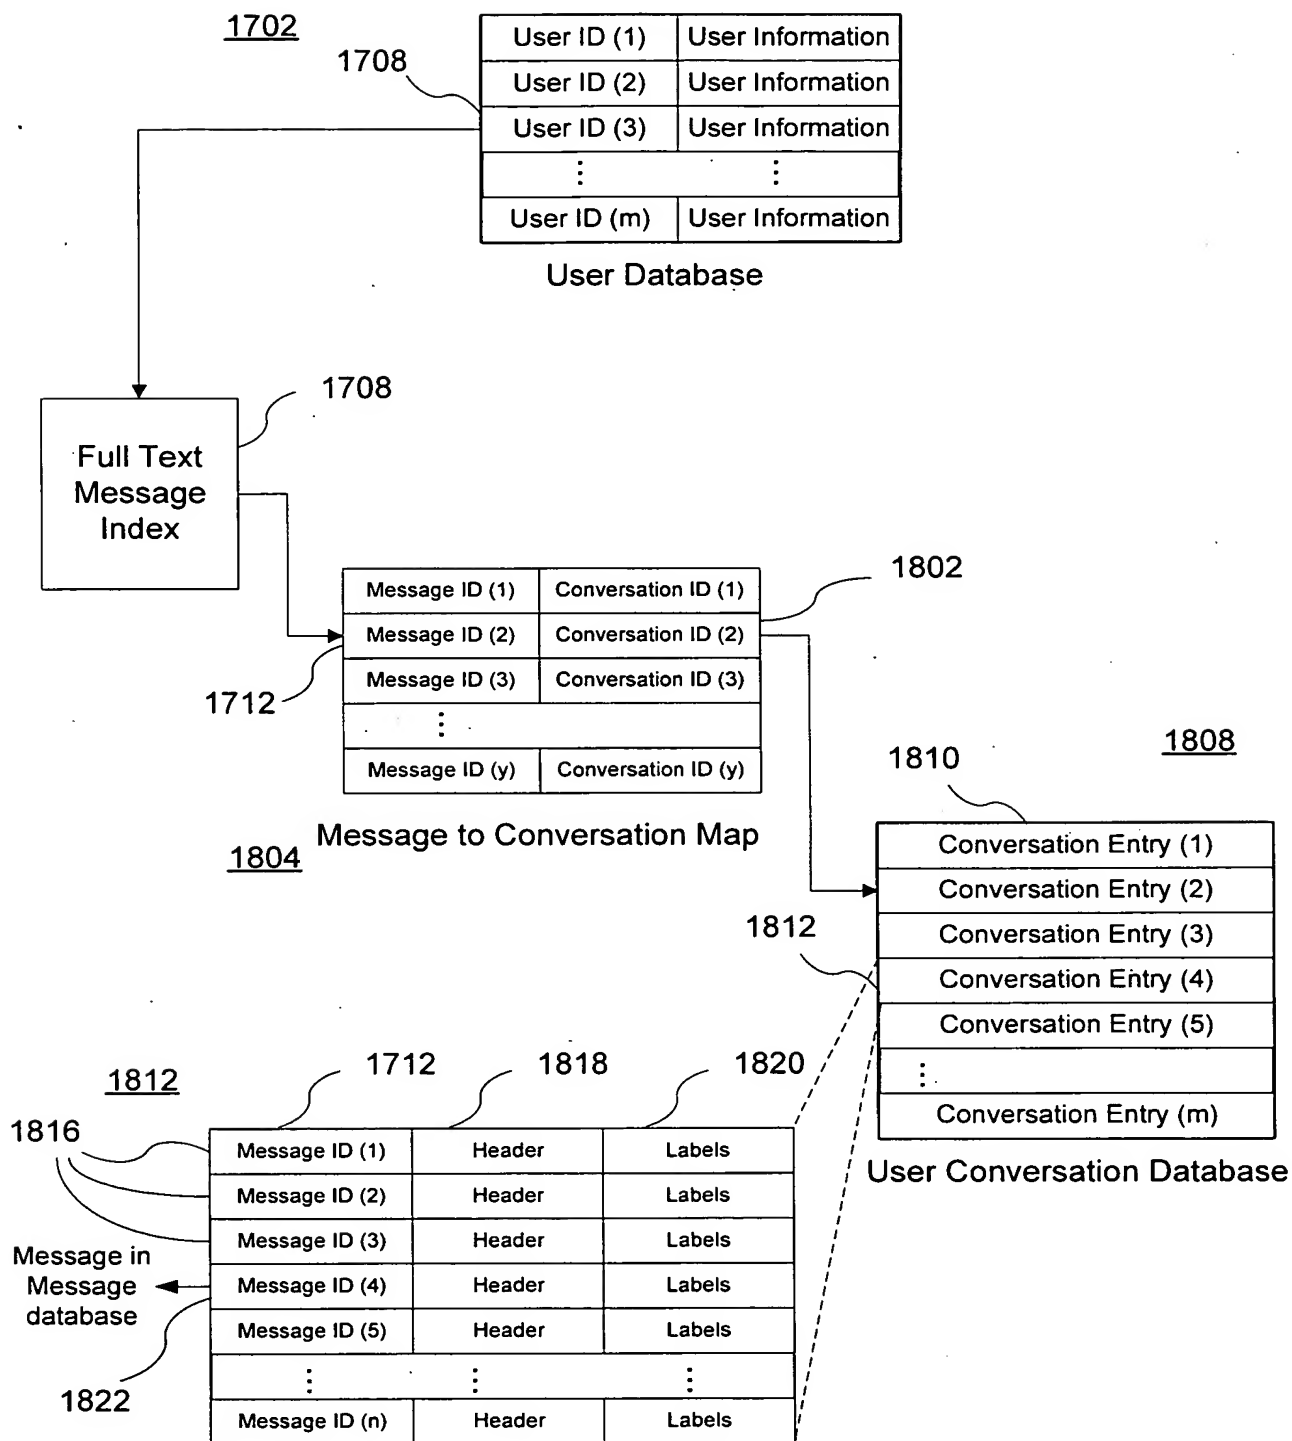 1702
1708
User ID (1) User Information
User ID (2) User Information
User ID (3) User Information
⋮ ⋮
User ID (m) User Information
User Database
1708
Full Text
Message
Index
1802
Message ID (1) Conversation ID (1)
Message ID (2) Conversation ID (2)
Message ID (3) Conversation ID (3)
⋮
Message ID (y) Conversation ID (y)
1712
Message to Conversation Map
1804
1808
1810
Conversation Entry (1)
Conversation Entry (2)
Conversation Entry (3)
Conversation Entry (4)
Conversation Entry (5)
⋮
Conversation Entry (m)
User Conversation Database
1812
1812
1712 1818 1820
1816
Message ID (1) Header Labels
Message ID (2) Header Labels
Message ID (3) Header Labels
Message ID (4) Header Labels
Message ID (5) Header Labels
⋮ ⋮ ⋮
Message ID (n) Header Labels
Message in
Message
database
1822